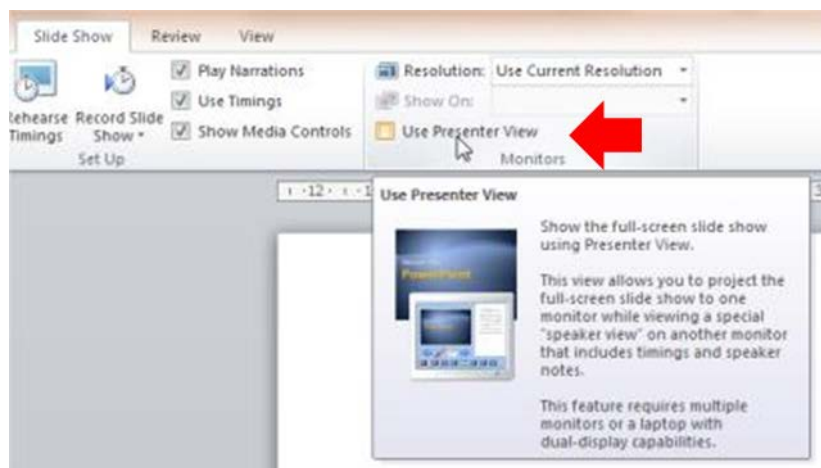 Slide Show Review View
Play Narrations
Use Timings
Show Media Controls
Rehearse Timings
Record Slide Show
Set Up
Resolution: Use Current Resolution
Show On:
Use Presenter View
Monitors
12
Use Presenter View
Show the full-screen slide show
using Presenter View.
This view allows you to project the
full-screen slide show to one
monitor while viewing a special
"speaker view" on another monitor
that includes timings and speaker
notes.
This feature requires multiple
monitors or a laptop with
dual-display capabilities.
PowerPoint